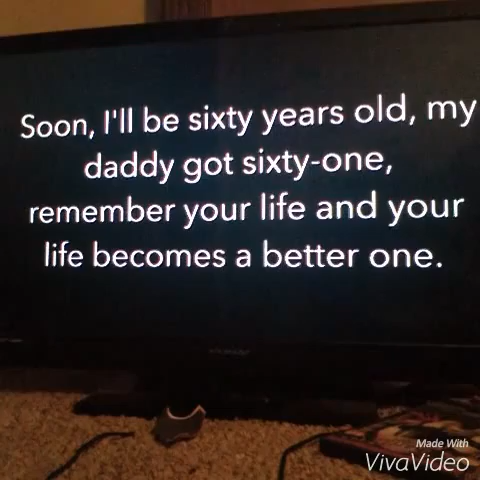 Soon, I'll be sixty years old, my
daddy got sixty-one,
remember your life and your
life becomes a better one.
Made With
VivaVideo